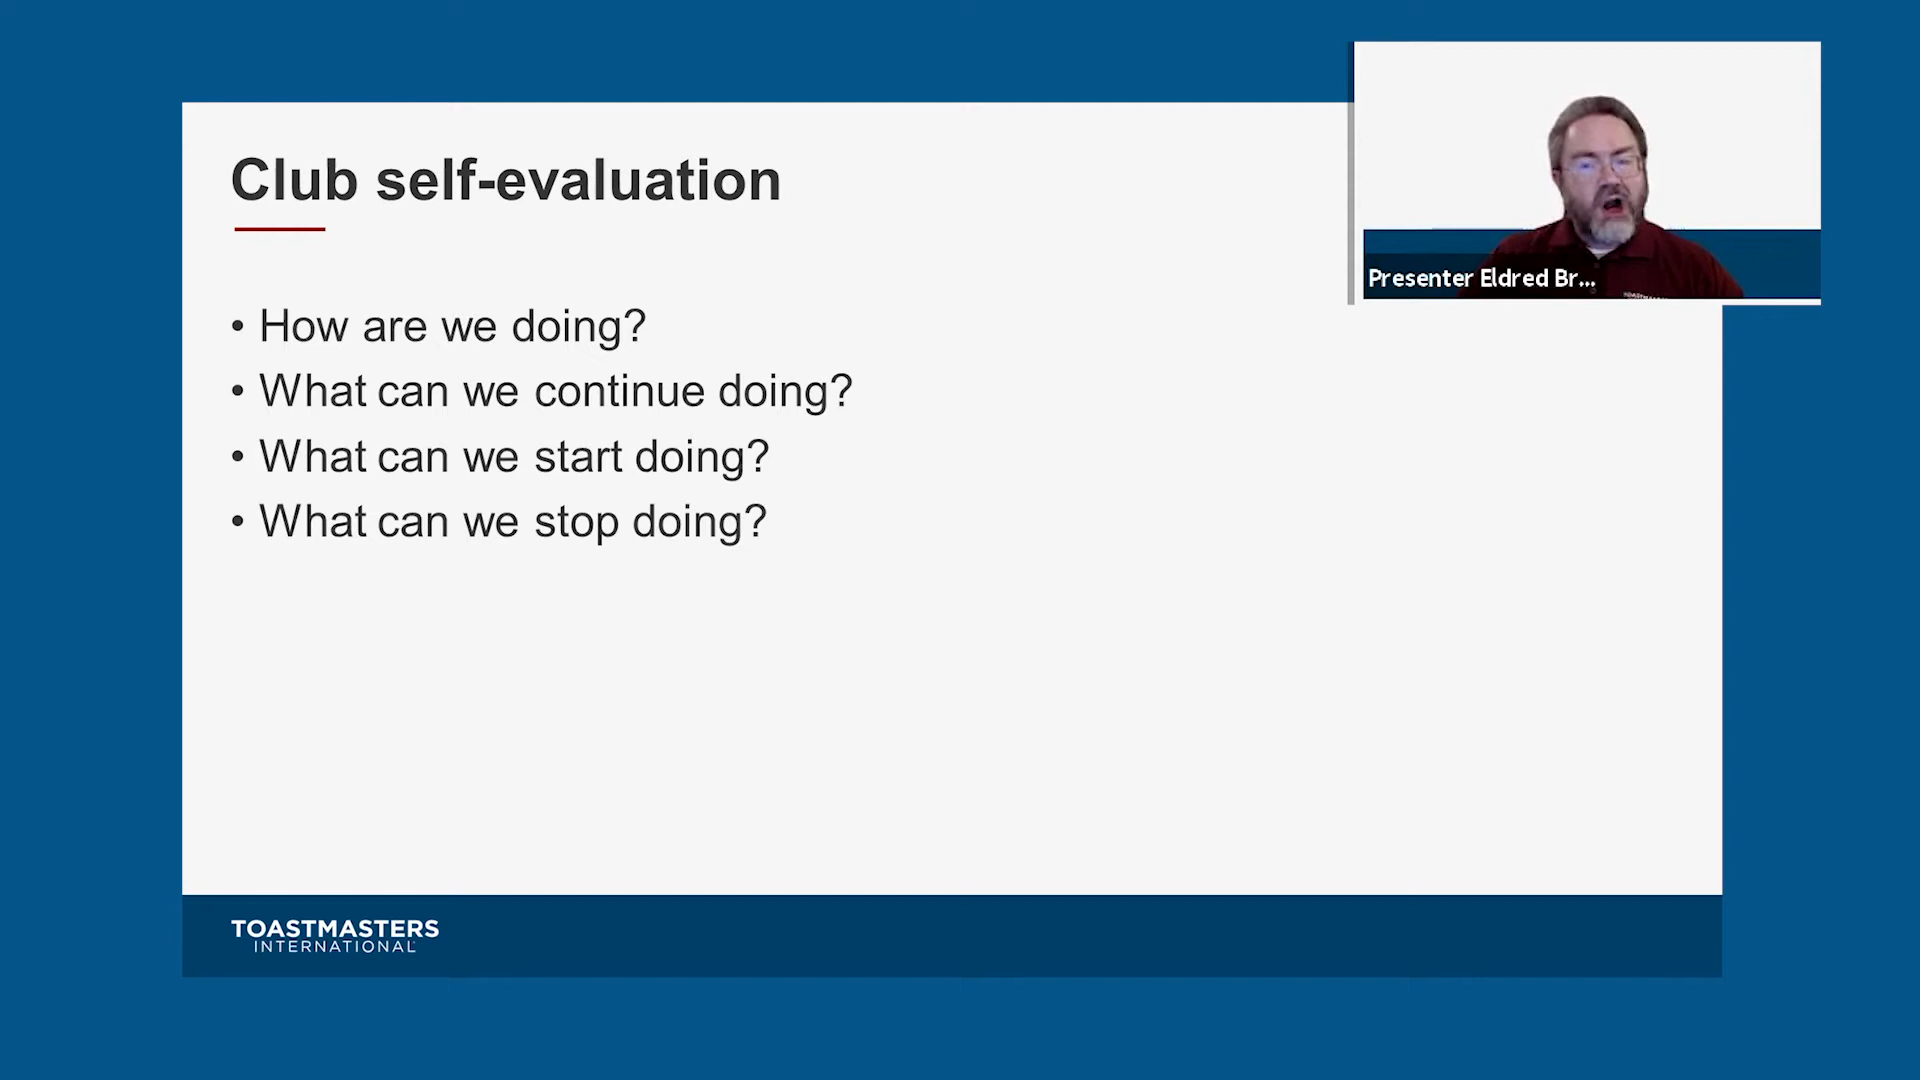 Club self-evaluation
• How are we doing?
• What can we continue doing?
• What can we start doing?
• What can we stop doing?
Presenter Eldred Br...
TOASTMASTERS
INTERNATIONAL